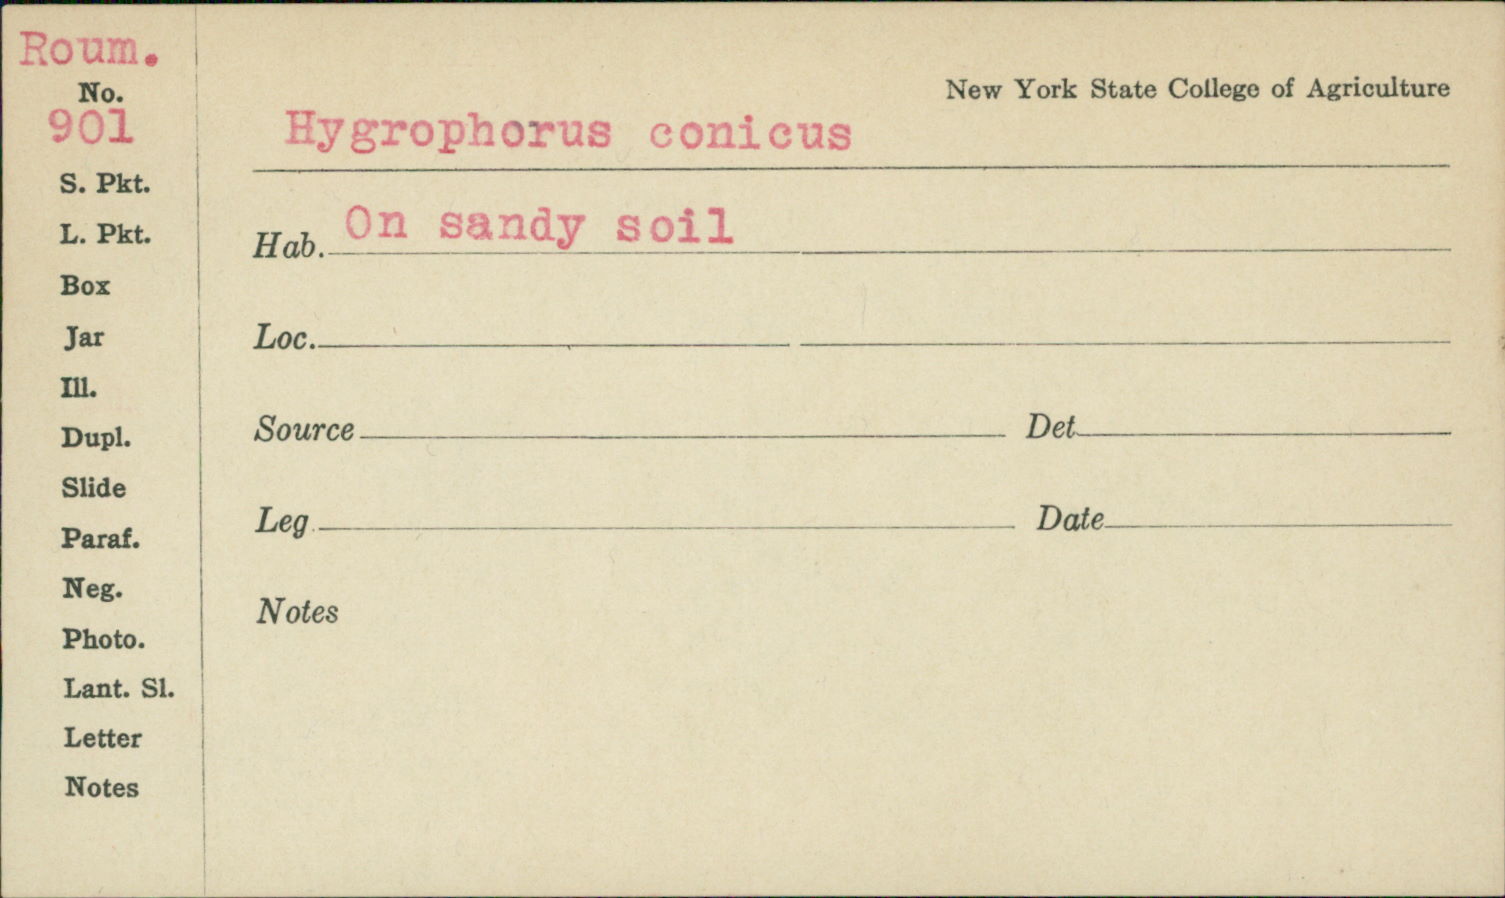 Roum.
No.
901
S. Pkt.
L. Pkt.
Box
Jar
Ill.
Dupl.
Slide
Paraf.
Neg.
Photo.
Lant. Sl.
Letter
Notes
New York State College of Agriculture
Hygrophorus conicus
Hab. On sandy soil
Loc.
Source Det
Leg. Date
Notes